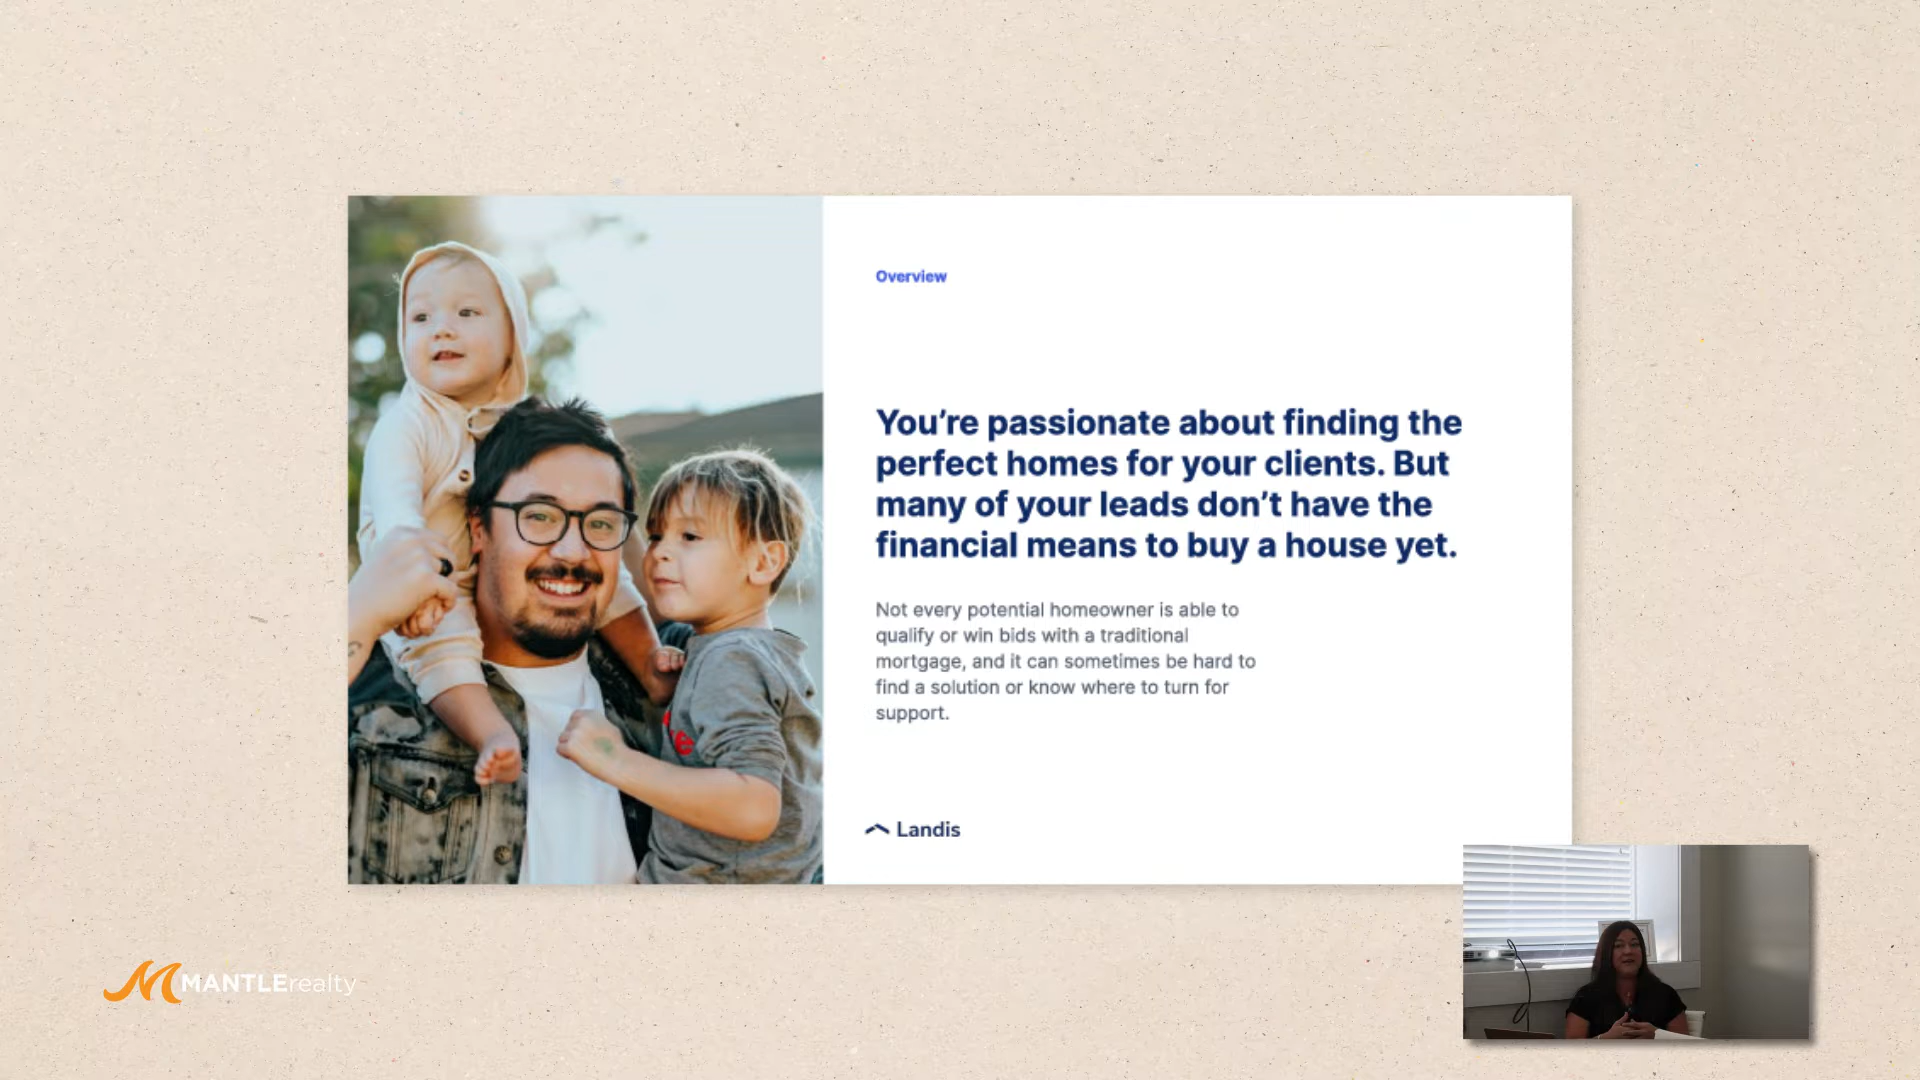 Overview
You're passionate about finding the
perfect homes for your clients. But
many of your leads don't have the
financial means to buy a house yet.
Not every potential homeowner is able to
qualify or win bids with a traditional
mortgage, and it can sometimes be hard to
find a solution or know where to turn for
support.
Landis
MANTLErealty